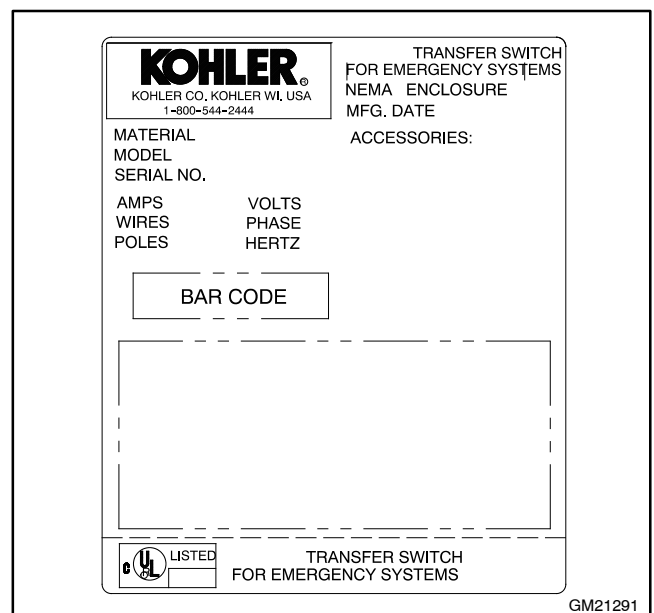 KOHLER®
KOHLER CO. KOHLER WI. USA
1-800-544-2444
TRANSFER SWITCH
FOR EMERGENCY SYSTEMS
NEMA ENCLOSURE
MFG. DATE
ACCESSORIES:
MATERIAL
MODEL
SERIAL NO.
AMPS VOLTS
WIRES PHASE
POLES HERTZ
BAR CODE
C UL® LISTED
TRANSFER SWITCH
FOR EMERGENCY SYSTEMS
GM21291